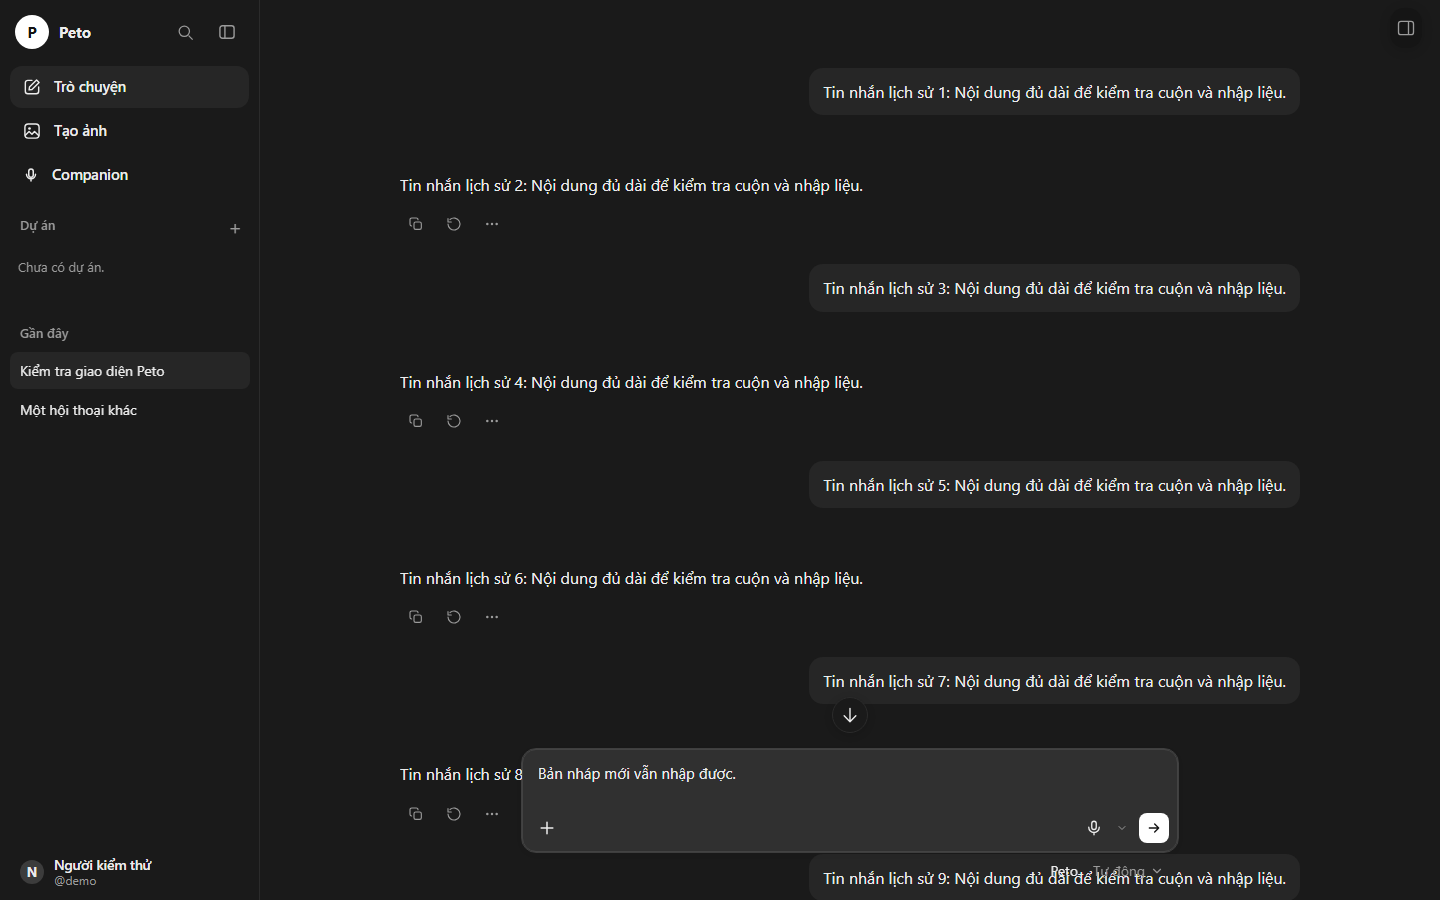 P Peto
Trò chuyện
Tạo ảnh
Companion
Dự án
Chưa có dự án.
Gần đây
Kiểm tra giao diện Peto
Một hội thoại khác
N Người kiểm thử
@demo
Tin nhắn lịch sử 1: Nội dung đủ dài để kiểm tra cuộn và nhập liệu.
Tin nhắn lịch sử 2: Nội dung đủ dài để kiểm tra cuộn và nhập liệu.
Tin nhắn lịch sử 3: Nội dung đủ dài để kiểm tra cuộn và nhập liệu.
Tin nhắn lịch sử 4: Nội dung đủ dài để kiểm tra cuộn và nhập liệu.
Tin nhắn lịch sử 5: Nội dung đủ dài để kiểm tra cuộn và nhập liệu.
Tin nhắn lịch sử 6: Nội dung đủ dài để kiểm tra cuộn và nhập liệu.
Tin nhắn lịch sử 7: Nội dung đủ dài để kiểm tra cuộn và nhập liệu.
Tin nhắn lịch sử 8
Bản nháp mới vẫn nhập được.
Peto Tự động
Tin nhắn lịch sử 9: Nội dung đủ dài để kiểm tra cuộn và nhập liệu.